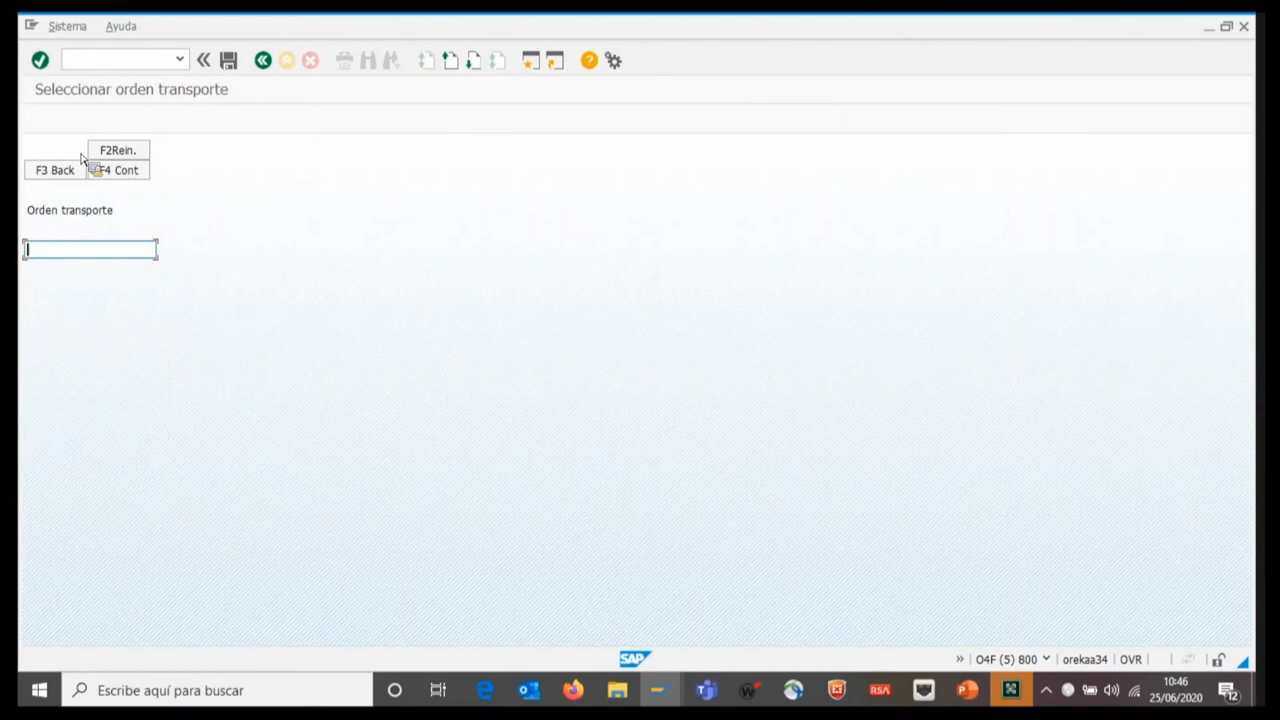 Sistema Ayuda
Seleccionar orden transporte
F2Rein.
F3 Back F4 Cont
Orden transporte
SAP
» O4F (5) 800 orekaa34 OVR
Escribe aquí para buscar
RSA
10:46
25/06/2020
12